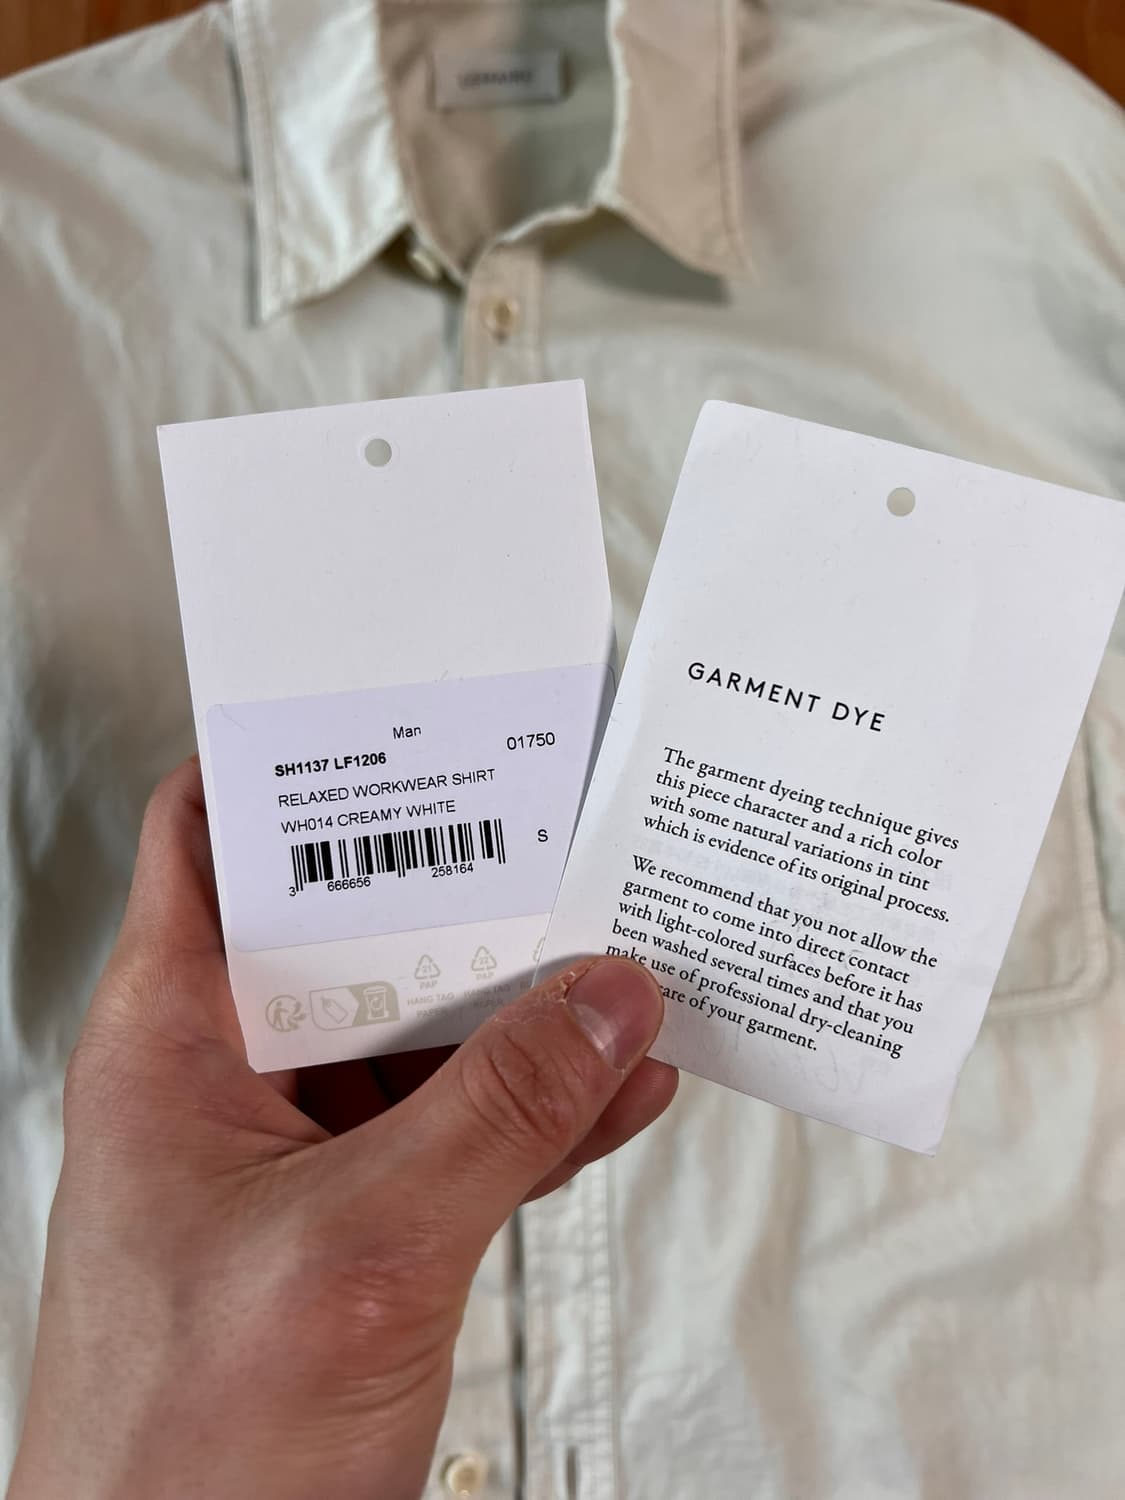 LEMAIRE
Man
SH1137 LF1206
01750
RELAXED WORKWEAR SHIRT
WH014 CREAMY WHITE
S
3 666656 258164
21
PAP
HANG TAG
PAPER
22
PAP
HANG TAG
PAPER
GARMENT DYE
The garment dyeing technique gives
this piece character and a rich color
with some natural variations in tint
which is evidence of its original process.
We recommend that you not allow the
garment to come into direct contact
with light-colored surfaces before it has
been washed several times and that you
make use of professional dry-cleaning
care of your garment.